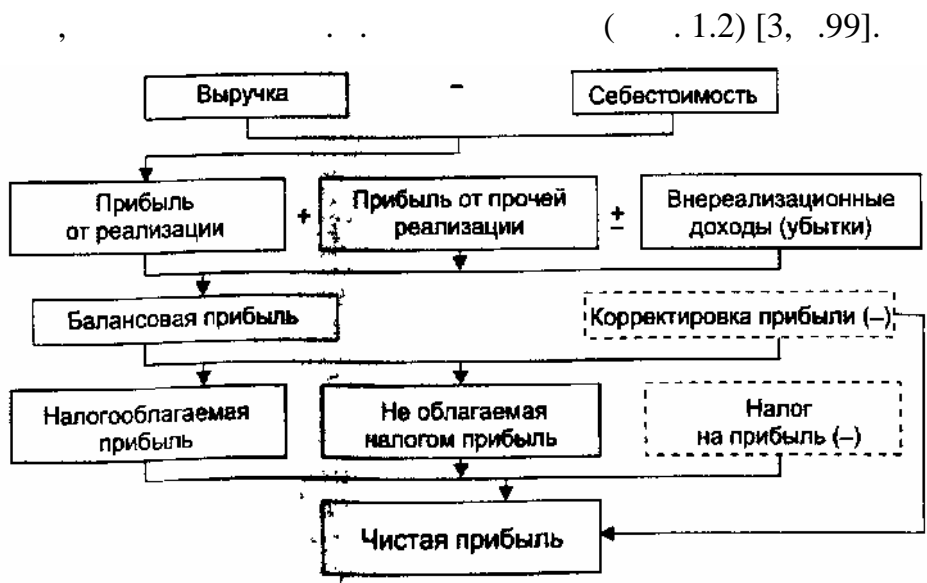 , . . ( . 1.2) [3, .99].
Выручка – Себестоимость
Прибыль
от реализации
+
Прибыль от прочей
реализации
±
Внереализационные
доходы (убытки)
Балансовая прибыль
Корректировка прибыли (–)
Налогооблагаемая
прибыль
Не облагаемая
налогом прибыль
Налог
на прибыль (–)
Чистая прибыль